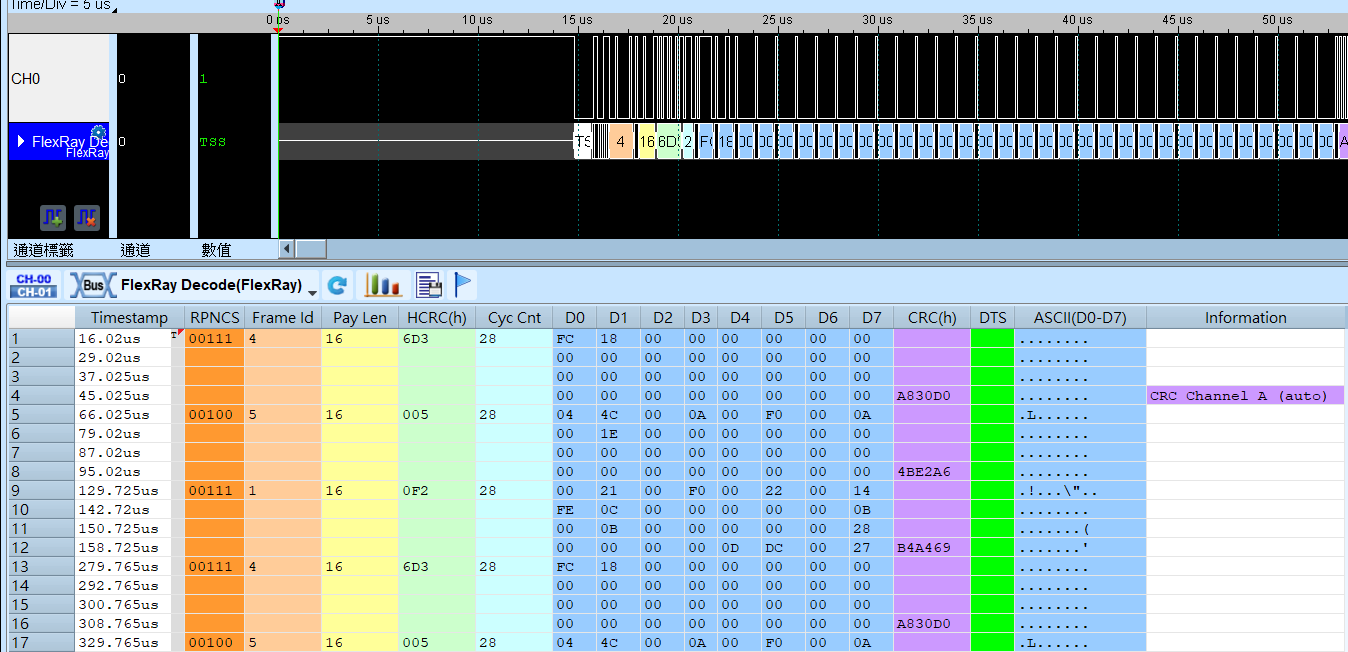 Time/Div = 5 us
0 ps 5 us 10 us 15 us 20 us 25 us 30 us 35 us 40 us 45 us 50 us
CH0 0 1
FlexRay De 0 TSS
FlexRay
TS 4 16 6D 2 F 18
通道標籤 通道 數值
CH-00
CH-01
Bus FlexRay Decode(FlexRay)
Timestamp RPNCS Frame Id Pay Len HCRC(h) Cyc Cnt D0 D1 D2 D3 D4 D5 D6 D7 CRC(h) DTS ASCII(D0-D7) Information
1 16.02us T 00111 4 16 6D3 28 FC 18 00 00 00 00 00 00 ........
2 29.02us 00 00 00 00 00 00 00 00 ........
3 37.025us 00 00 00 00 00 00 00 00 ........
4 45.025us 00 00 00 00 00 00 00 00 A830D0 ........ CRC Channel A (auto)
5 66.025us 00100 5 16 005 28 04 4C 00 0A 00 F0 00 0A .L......
6 79.02us 00 1E 00 00 00 00 00 00 ........
7 87.02us 00 00 00 00 00 00 00 00 ........
8 95.02us 00 00 00 00 00 00 00 00 4BE2A6 ........
9 129.725us 00111 1 16 0F2 28 00 21 00 F0 00 22 00 14 .!...\"..
10 142.72us FE 0C 00 00 00 00 00 0B ........
11 150.725us 00 0B 00 00 00 00 00 28 .......(
12 158.725us 00 00 00 00 0D DC 00 27 B4A469 .......'
13 279.765us 00111 4 16 6D3 28 FC 18 00 00 00 00 00 00 ........
14 292.765us 00 00 00 00 00 00 00 00 ........
15 300.765us 00 00 00 00 00 00 00 00 ........
16 308.765us 00 00 00 00 00 00 00 00 A830D0 ........
17 329.765us 00100 5 16 005 28 04 4C 00 0A 00 F0 00 0A .L......